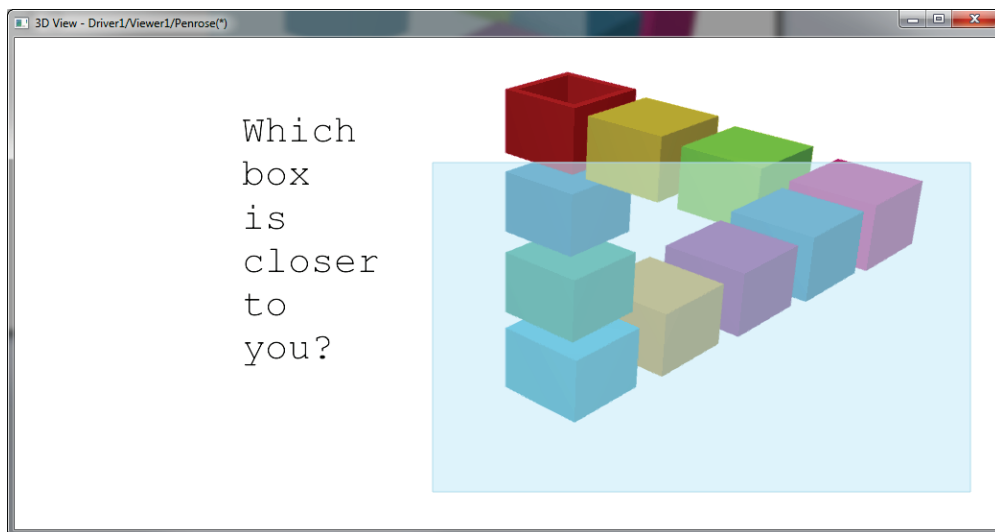 3D View - Driver1/Viewer1/Penrose(*)
Which
box
is
closer
to
you?